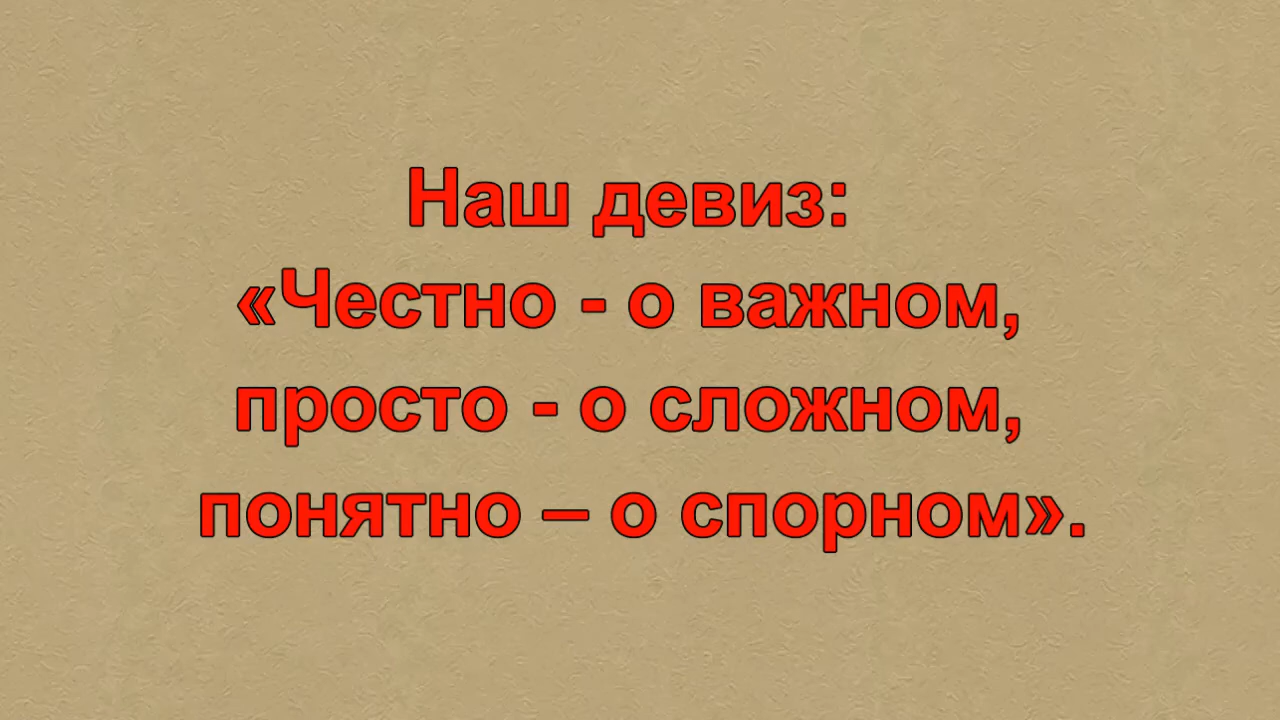 Наш девиз:
«Честно - о важном,
просто - о сложном,
понятно – о спорном».